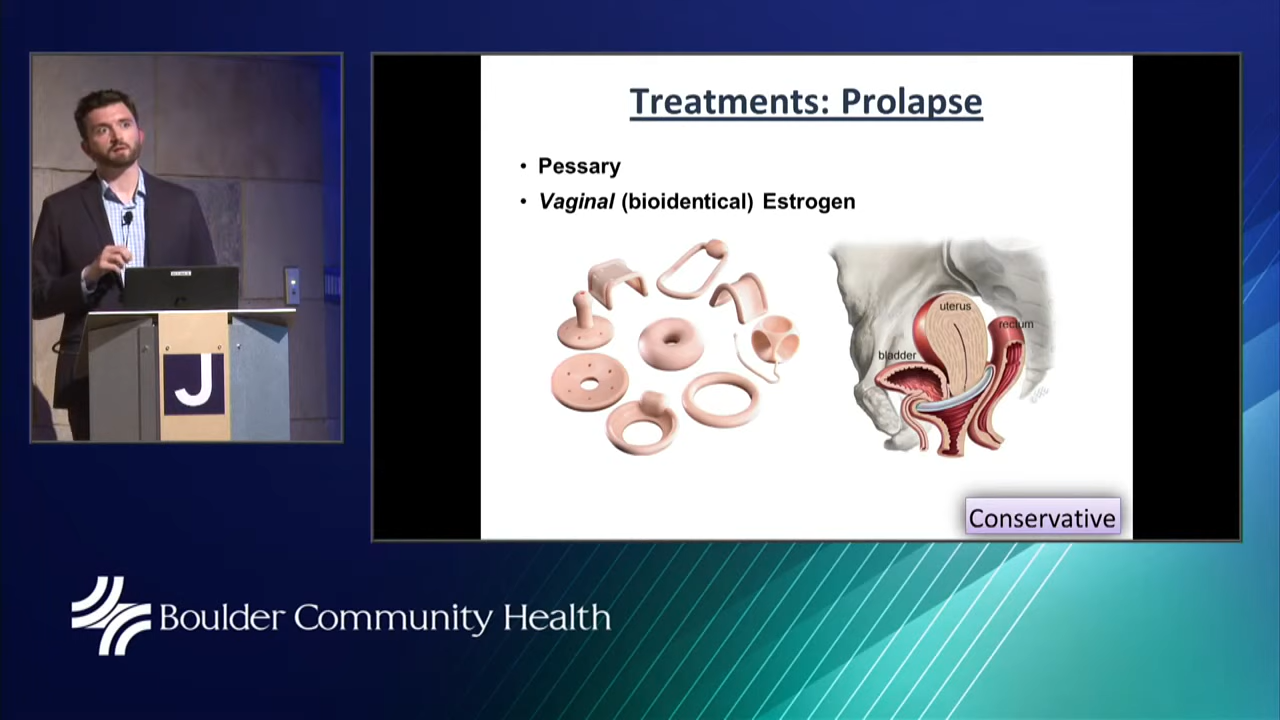 Treatments: Prolapse
• Pessary
• Vaginal (bioidentical) Estrogen
uterus
rectum
bladder
Conservative
J
Boulder Community Health